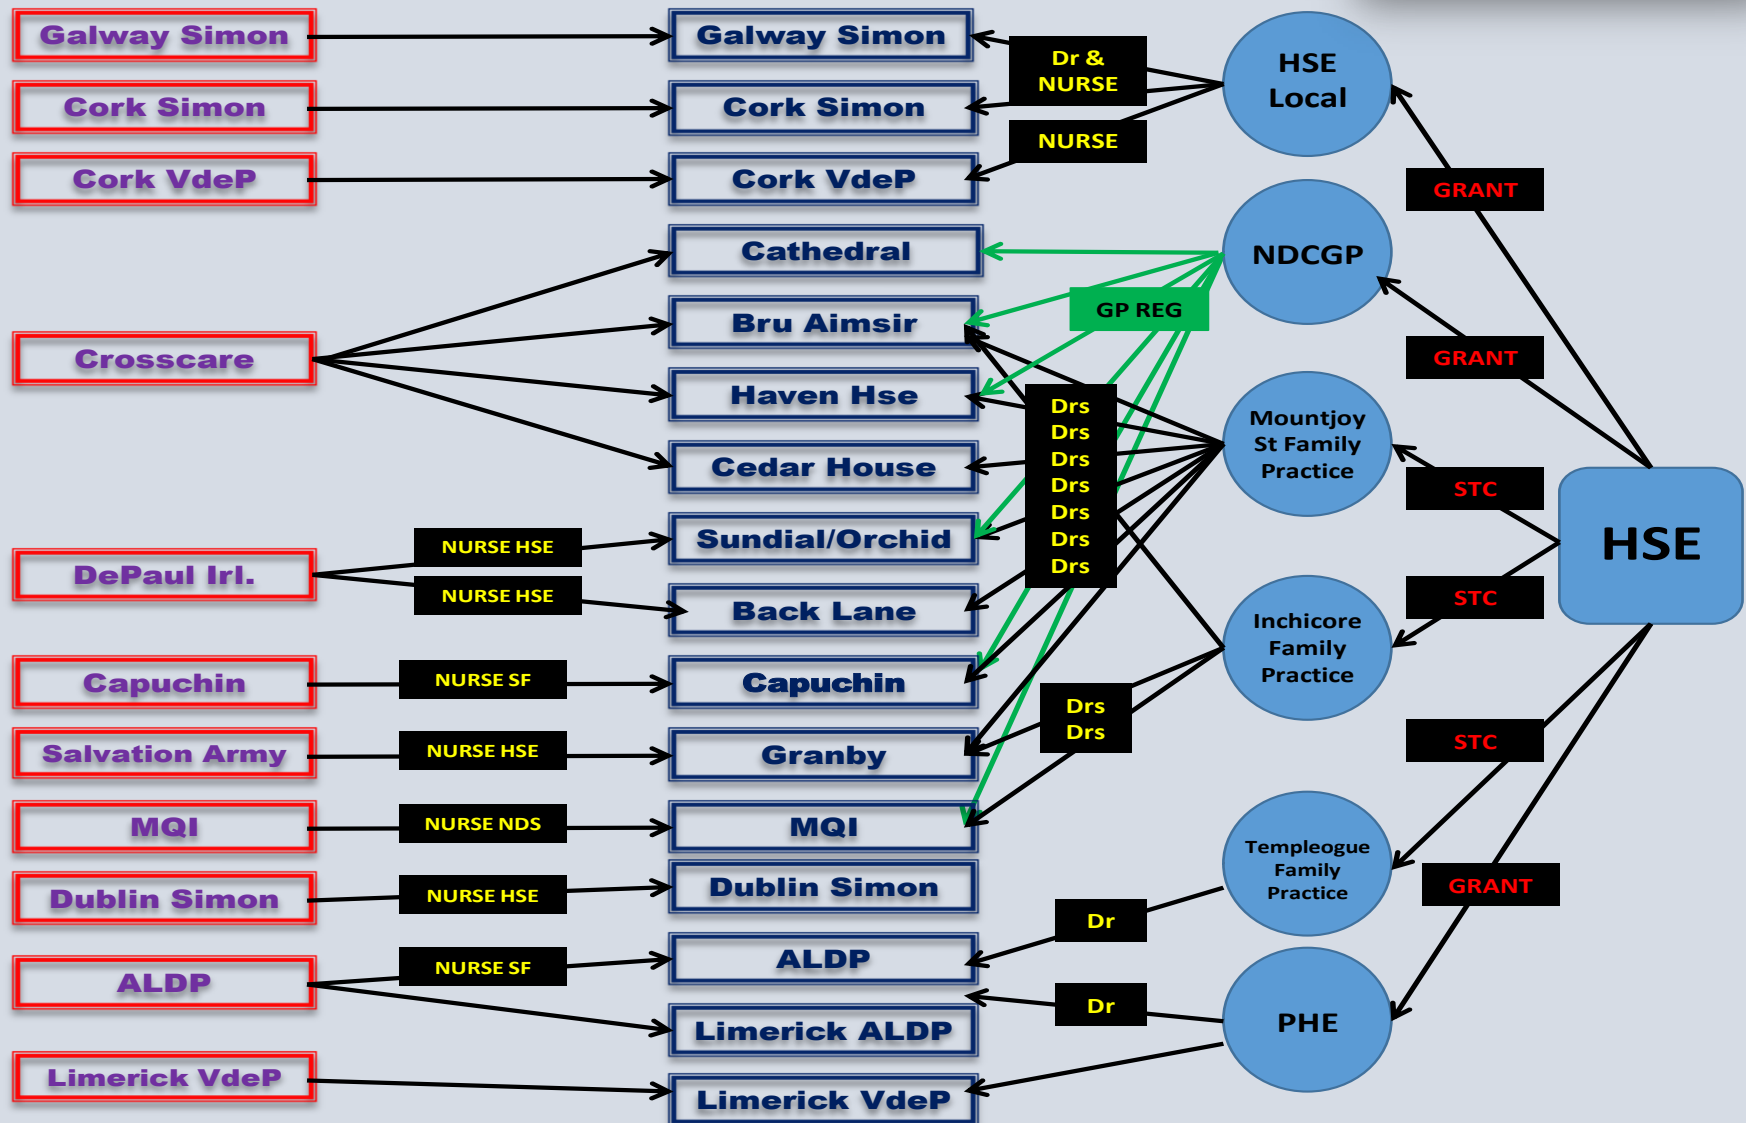 Galway Simon
Cork Simon
Cork VdeP
Crosscare
DePaul Irl.
Capuchin
Salvation Army
MQI
Dublin Simon
ALDP
Limerick VdeP
NURSE HSE
NURSE HSE
NURSE SF
NURSE HSE
NURSE NDS
NURSE HSE
NURSE SF
Galway Simon
Cork Simon
Cork VdeP
Cathedral
Bru Aimsir
Haven Hse
Cedar House
Sundial/Orchid
Back Lane
Capuchin
Granby
MQI
Dublin Simon
ALDP
Limerick ALDP
Limerick VdeP
Dr &
NURSE
NURSE
GP REG
Drs
Drs
Drs
Drs
Drs
Drs
Drs
Drs
Drs
Dr
Dr
HSE
Local
NDCGP
Mountjoy
St Family
Practice
Inchicore
Family
Practice
Templeogue
Family
Practice
PHE
GRANT
GRANT
STC
STC
STC
GRANT
HSE